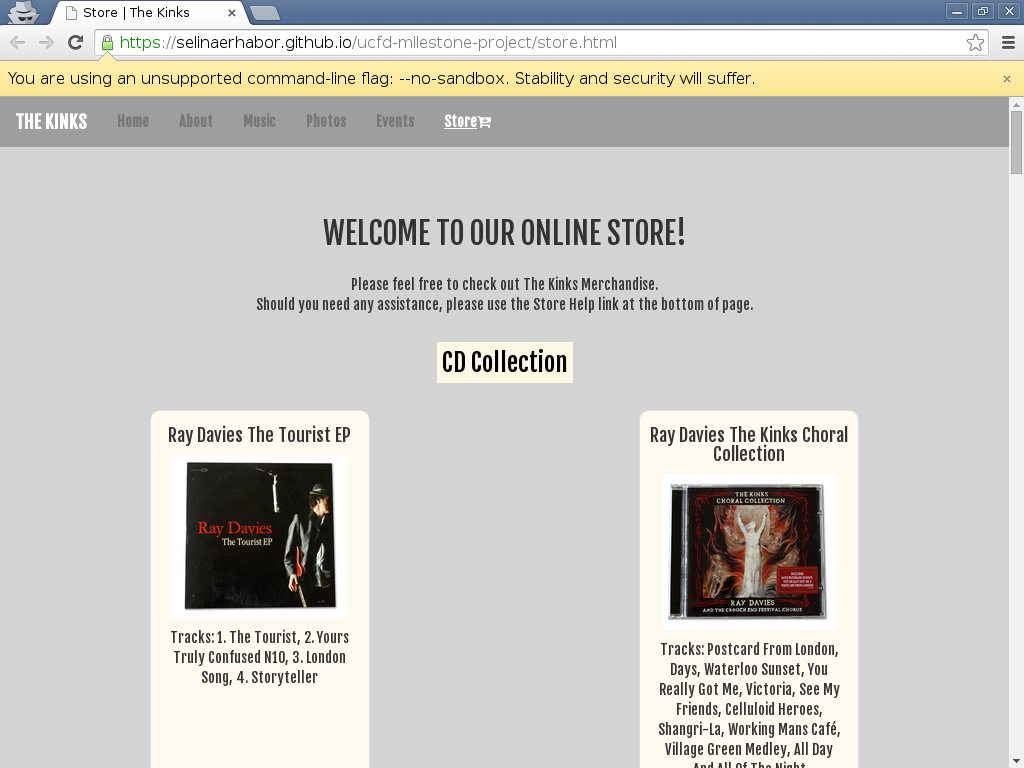 Store | The Kinks
https://selinaerhabor.github.io/ucfd-milestone-project/store.html
You are using an unsupported command-line flag: --no-sandbox. Stability and security will suffer.
THE KINKS Home About Music Photos Events Store
WELCOME TO OUR ONLINE STORE!
Please feel free to check out The Kinks Merchandise.
Should you need any assistance, please use the Store Help link at the bottom of page.
CD Collection
Ray Davies The Tourist EP
Ray Davies
The Tourist EP
Tracks: 1. The Tourist, 2. Yours
Truly Confused N10, 3. London
Song, 4. Storyteller
Ray Davies The Kinks Choral
Collection
THE KINKS
CHORAL COLLECTION
RAY DAVIES
AND THE CROUCH END FESTIVAL CHORUS
Tracks: Postcard From London,
Days, Waterloo Sunset, You
Really Got Me, Victoria, See My
Friends, Celluloid Heroes,
Shangri-La, Working Mans Café,
Village Green Medley, All Day
And All Of The Night